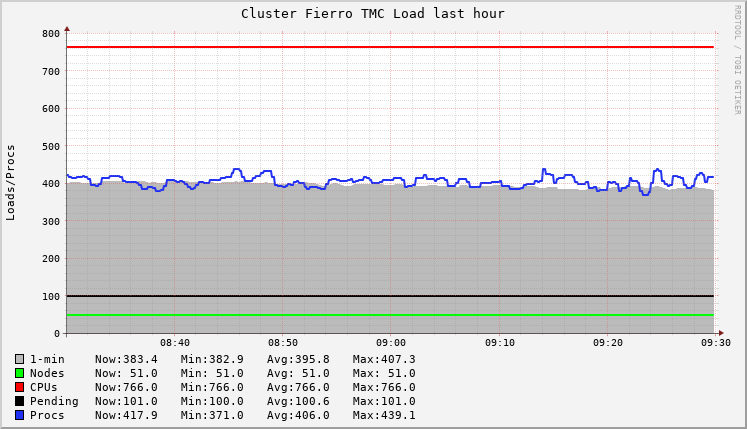 Cluster Fierro TMC Load last hour
RRDTOOL / TOBI OETIKER
Loads/Procs
800
700
600
500
400
300
200
100
0
08:40 08:50 09:00 09:10 09:20 09:30
1-min Now:383.4 Min:382.9 Avg:395.8 Max:407.3
Nodes Now: 51.0 Min: 51.0 Avg: 51.0 Max: 51.0
CPUs Now:766.0 Min:766.0 Avg:766.0 Max:766.0
Pending Now:101.0 Min:100.0 Avg:100.6 Max:101.0
Procs Now:417.9 Min:371.0 Avg:406.0 Max:439.1